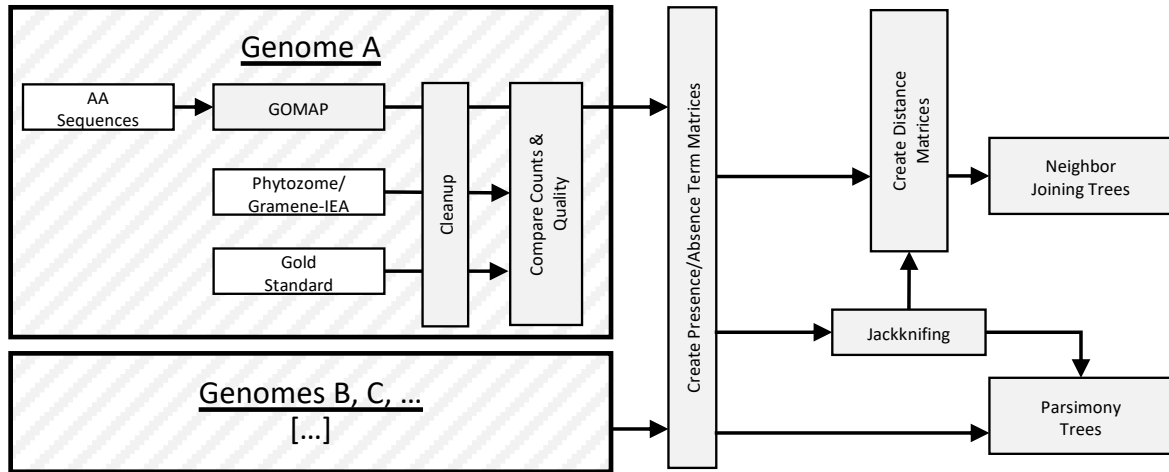 Genome A
AA
Sequences
GOMAP
Phytozome/
Gramene-IEA
Gold
Standard
Cleanup
Compare Counts &
Quality
Genomes B, C, ...
[...]
Create Presence/Absence Term Matrices
Create Distance
Matrices
Neighbor
Joining Trees
Jackknifing
Parsimony
Trees